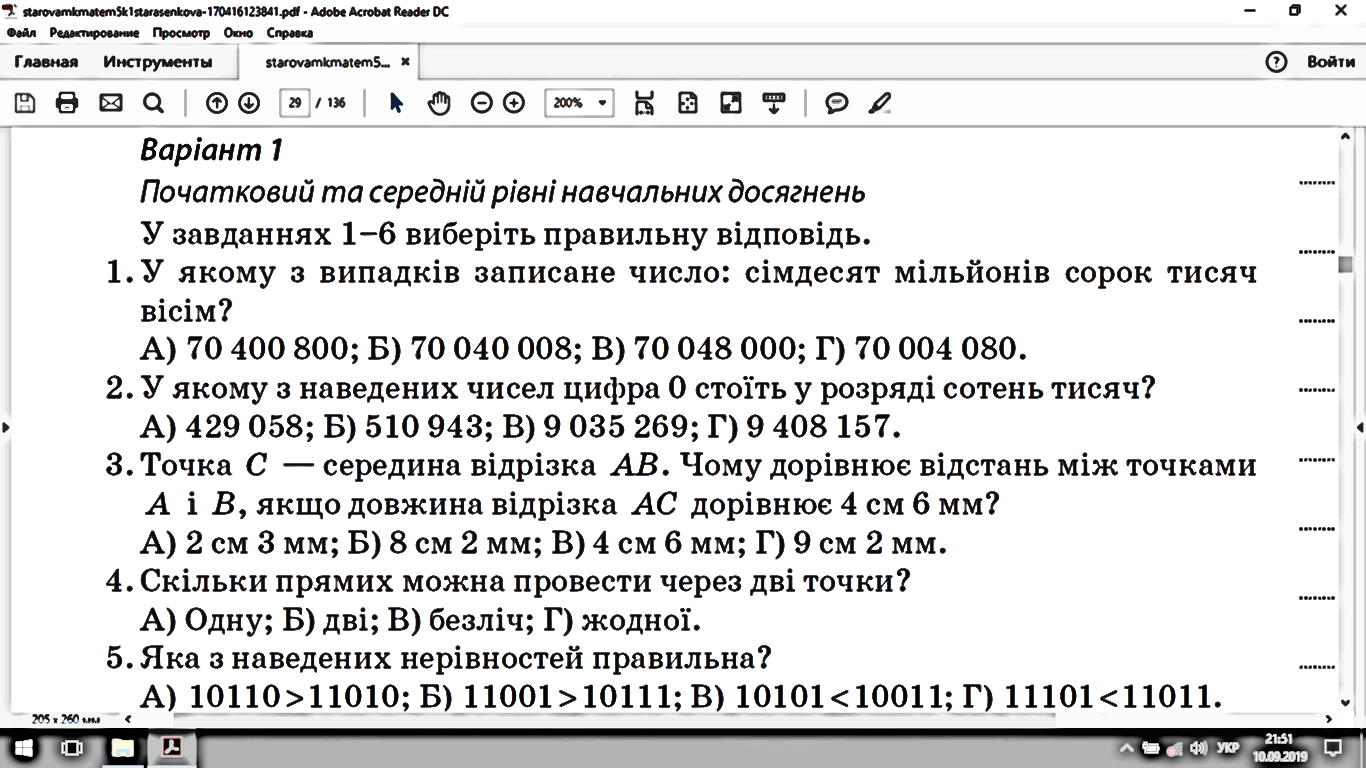 starovamkmatem5k1starasenkova-170416123841.pdf - Adobe Acrobat Reader DC
Файл Редактирование Просмотр Окно Справка
Главная Инструменты starovamkmatem5... × Войти
29 / 136 200%
Варіант 1
Початковий та середній рівні навчальних досягнень
У завданнях 1–6 виберіть правильну відповідь.
1. У якому з випадків записане число: сімдесят мільйонів сорок тисяч
вісім?
А) 70 400 800; Б) 70 040 008; В) 70 048 000; Г) 70 004 080.
2. У якому з наведених чисел цифра 0 стоїть у розряді сотень тисяч?
А) 429 058; Б) 510 943; В) 9 035 269; Г) 9 408 157.
3. Точка C — середина відрізка AB. Чому дорівнює відстань між точками
A і B, якщо довжина відрізка AC дорівнює 4 см 6 мм?
А) 2 см 3 мм; Б) 8 см 2 мм; В) 4 см 6 мм; Г) 9 см 2 мм.
4. Скільки прямих можна провести через дві точки?
А) Одну; Б) дві; В) безліч; Г) жодної.
5. Яка з наведених нерівностей правильна?
А) 10110>11010; Б) 11001>10111; В) 10101<10011; Г) 11101<11011.
205 x 260 мм
УКР 21:51
10.09.2019